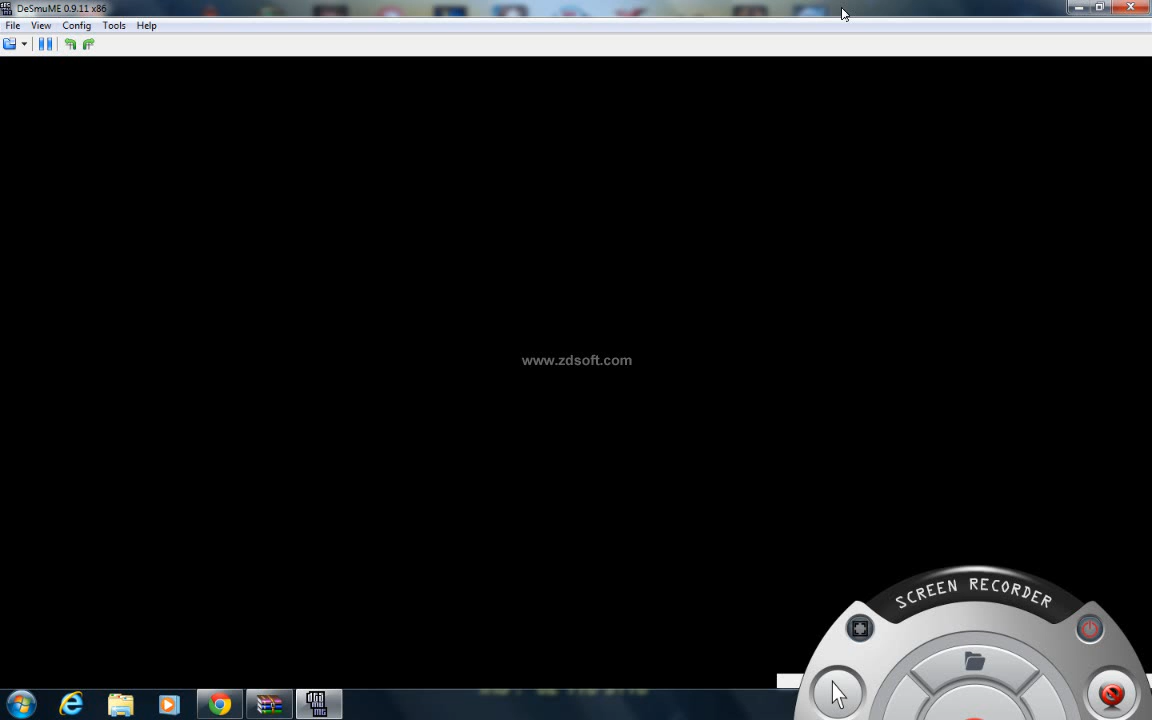 DeSmuME 0.9.11 x86
File View Config Tools Help
www.zdsoft.com
SCREEN RECORDER